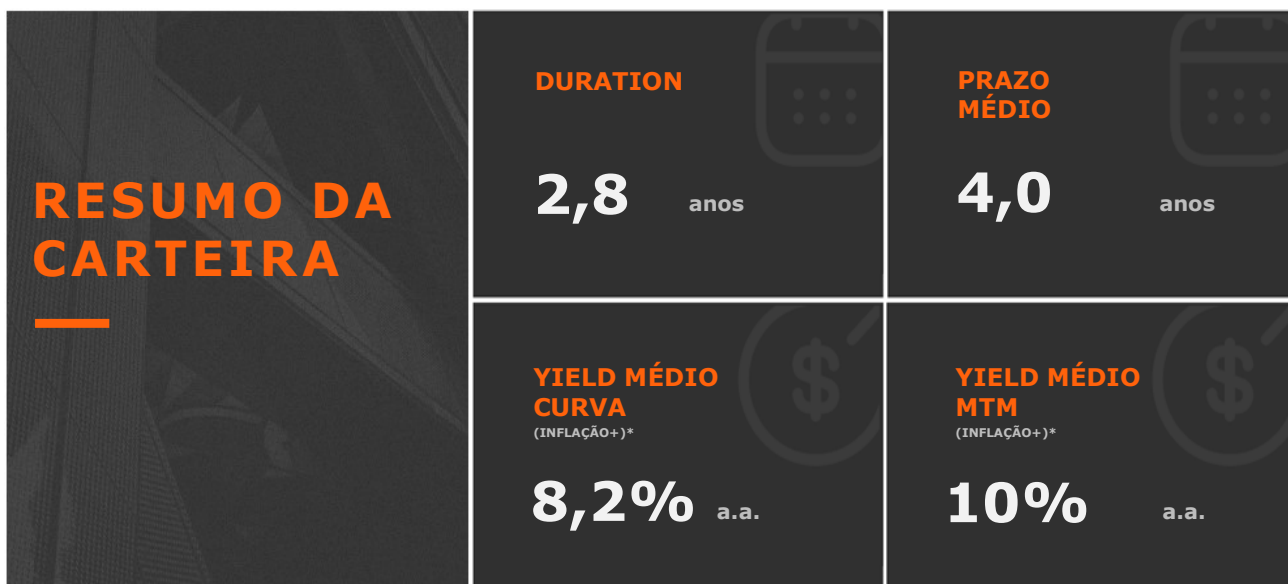 RESUMO DA
CARTEIRA
DURATION
2,8 anos
PRAZO
MÉDIO
4,0 anos
YIELD MÉDIO
CURVA
(INFLAÇÃO+)*
8,2% a.a.
YIELD MÉDIO
MTM
(INFLAÇÃO+)*
10% a.a.